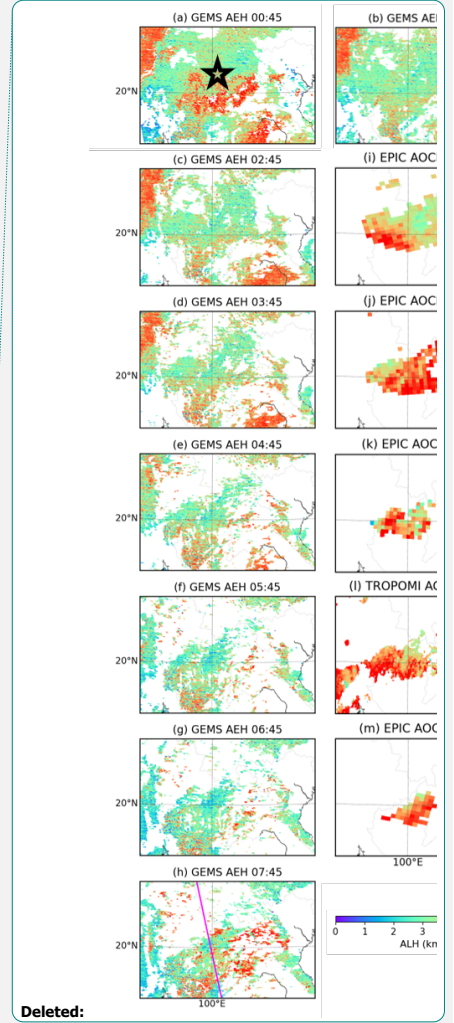 (a) GEMS AEH 00:45
(b) GEMS AE
20°N
(c) GEMS AEH 02:45
(i) EPIC AOC
20°N
(d) GEMS AEH 03:45
(j) EPIC AOC
20°N
(e) GEMS AEH 04:45
(k) EPIC AOC
20°N
(f) GEMS AEH 05:45
(l) TROPOMI AO
20°N
(g) GEMS AEH 06:45
(m) EPIC AOC
20°N
100°E
(h) GEMS AEH 07:45
20°N
0 1 2 3
ALH (km
100°E
Deleted: